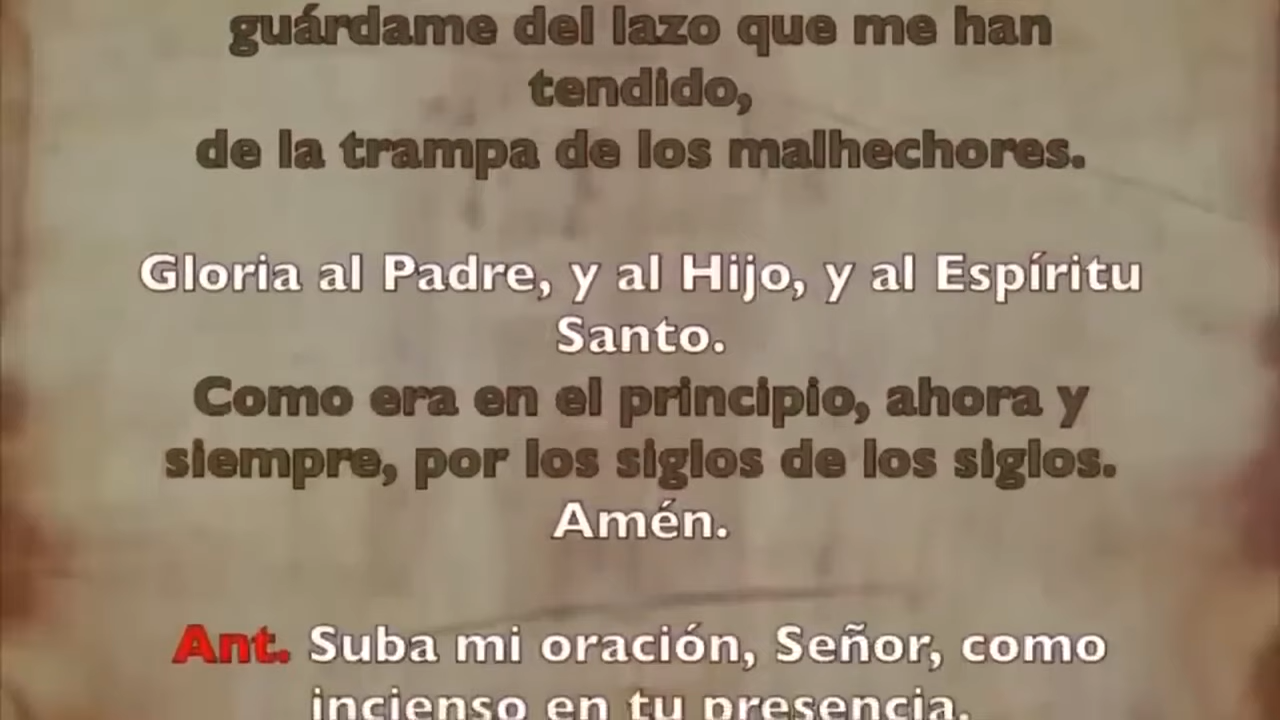 guárdame del lazo que me han
tendido,
de la trampa de los malhechores.
Gloria al Padre, y al Hijo, y al Espíritu
Santo.
Como era en el principio, ahora y
siempre, por los siglos de los siglos.
Amén.
Ant. Suba mi oración, Señor, como
incienso en tu presencia.